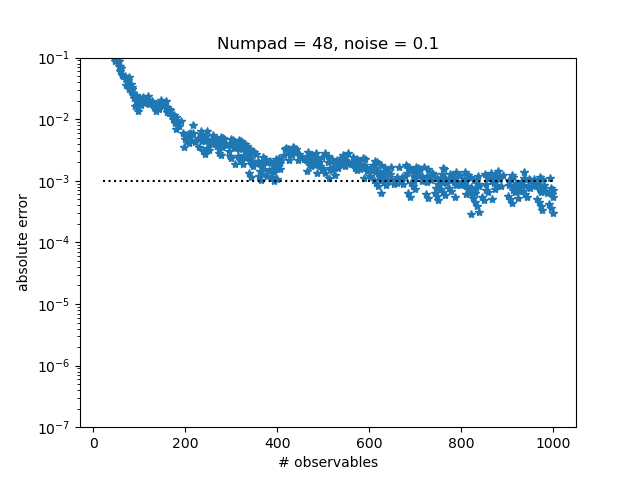 Numpad = 48, noise = 0.1
10⁻¹
10⁻²
10⁻³
10⁻⁴
10⁻⁵
10⁻⁶
10⁻⁷
absolute error
0 200 400 600 800 1000
# observables